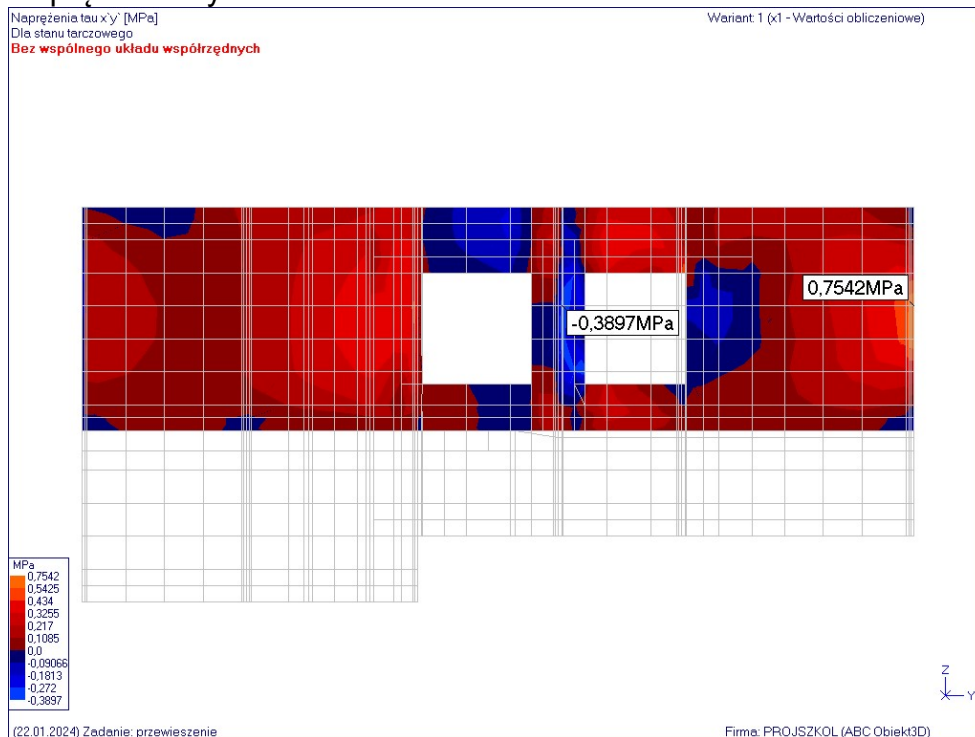 Naprężenia tau x`y` [MPa]
Wariant: 1 (x1 - Wartości obliczeniowe)
Dla stanu tarczowego
Bez wspólnego układu współrzędnych
0,7542MPa
-0,3897MPa
MPa
0,7542
0,5425
0,434
0,3255
0,217
0,1085
0,0
-0,09066
-0,1813
-0,272
-0,3897
Z
Y
(22.01.2024) Zadanie: przewieszenie
Firma: PROJSZKOL (ABC Obiekt3D)